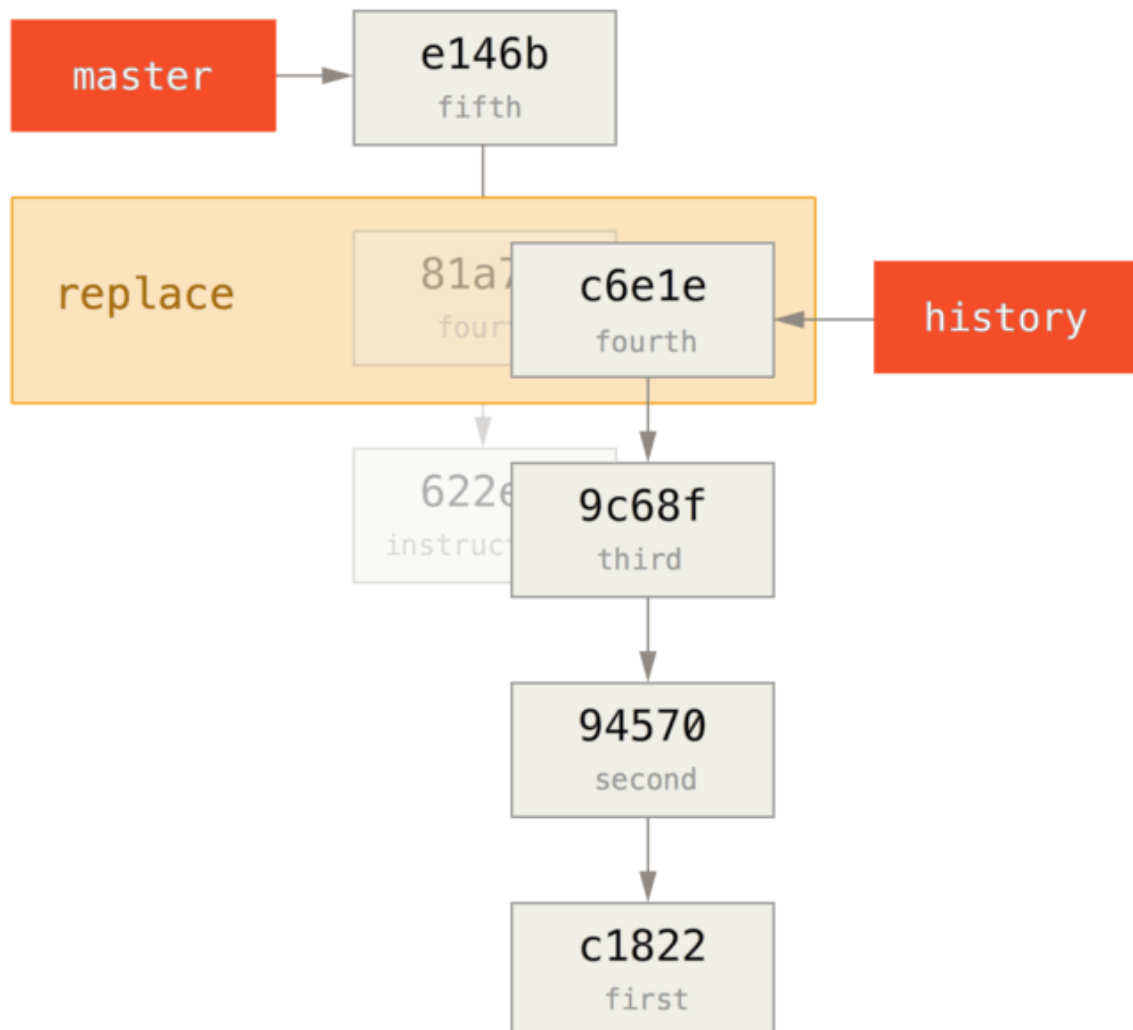 master
e146b
fifth
replace
c6e1e
fourth
history
9c68f
third
94570
second
c1822
first